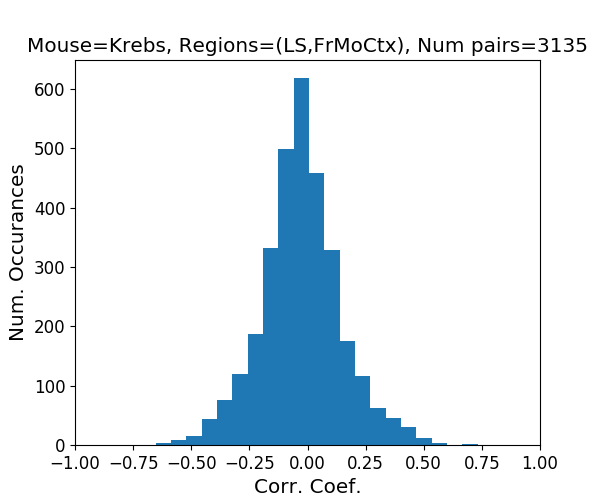 Mouse=Krebs, Regions=(LS,FrMoCtx), Num pairs=3135
Num. Occurances
600
500
400
300
200
100
0
−1.00 −0.75 −0.50 −0.25 0.00 0.25 0.50 0.75 1.00
Corr. Coef.